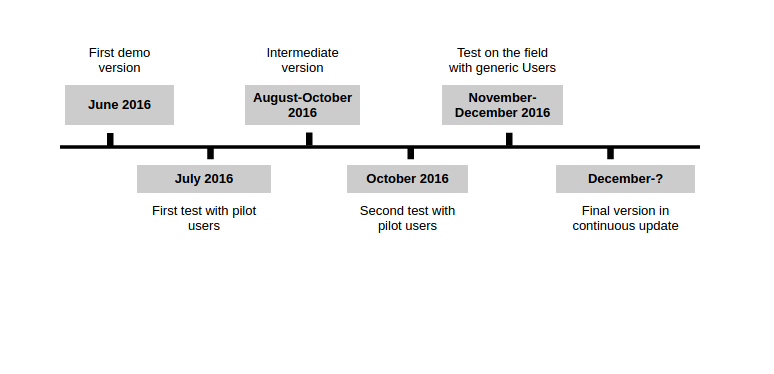 First demo
version
June 2016
Intermediate
version
August-October
2016
Test on the field
with generic Users
November-
December 2016
July 2016
First test with pilot
users
October 2016
Second test with
pilot users
December-?
Final version in
continuous update